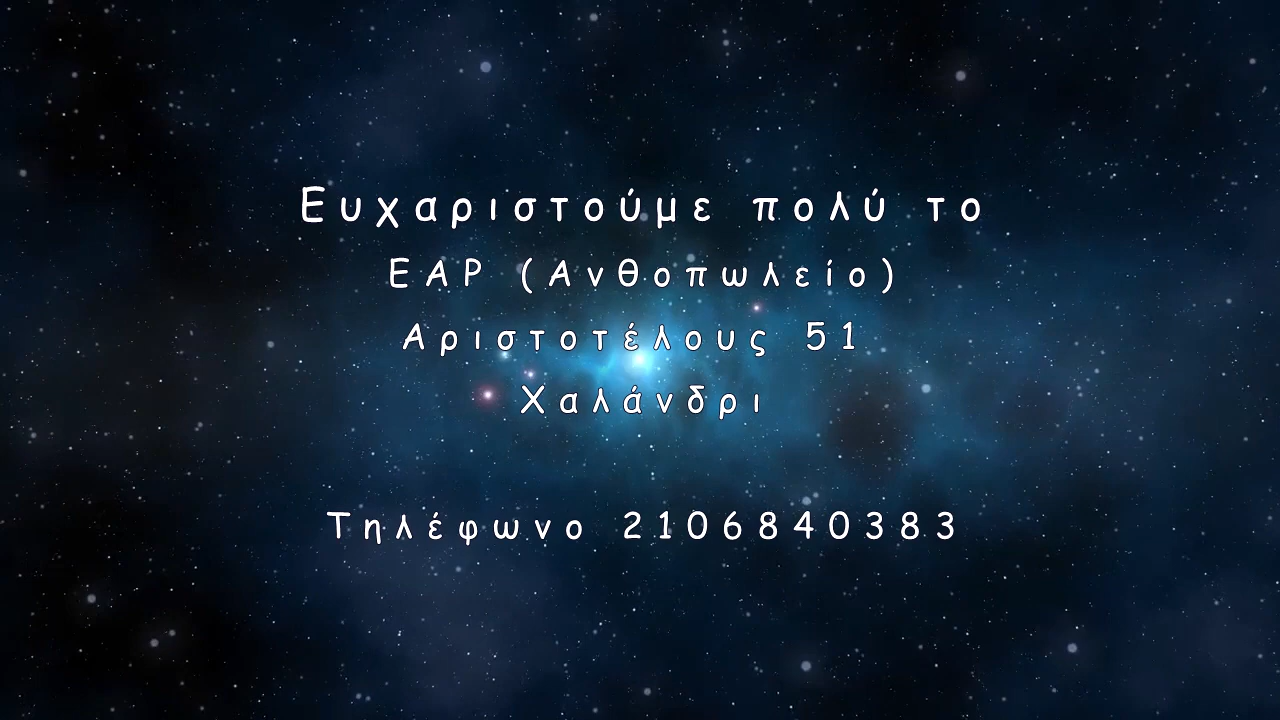 Ευχαριστούμε πολύ το
ΕΑΡ (Ανθοπωλείο)
Αριστοτέλους 51
Χαλάνδρι
Τηλέφωνο 2106840383